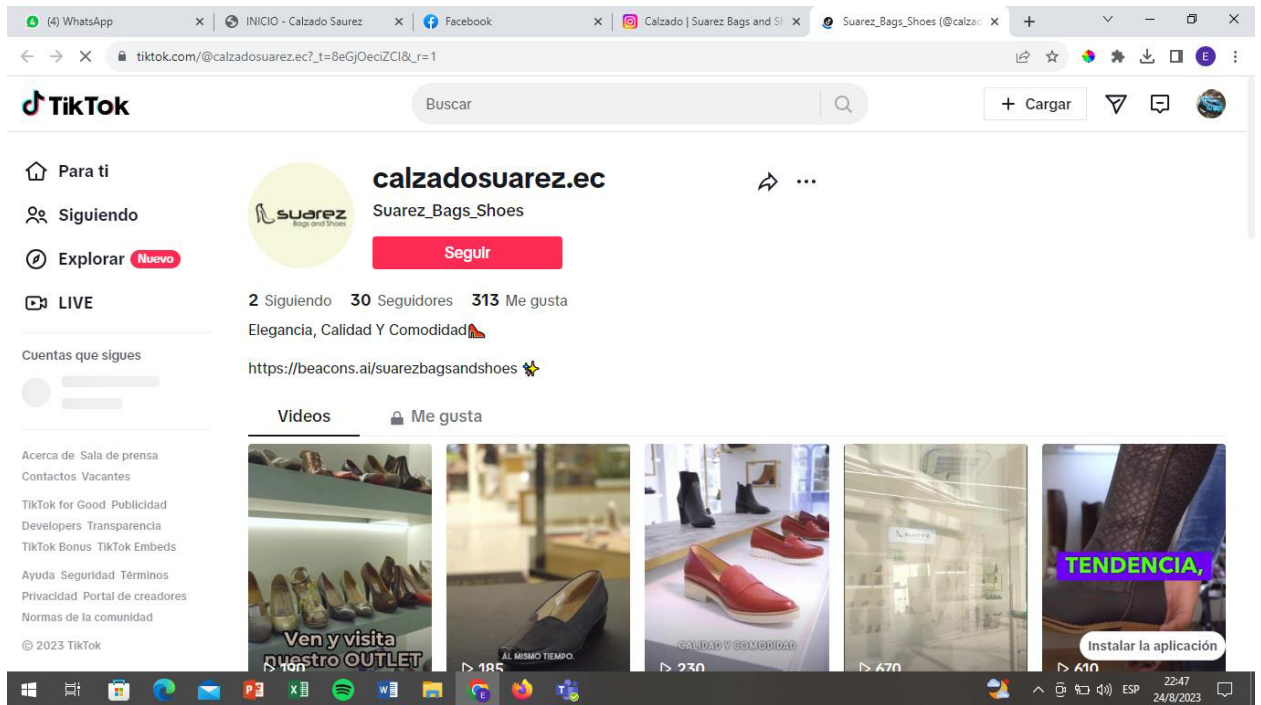 (4) WhatsApp
INICIO - Calzado Saurez
Facebook
Calzado | Suarez Bags and S
Suarez_Bags_Shoes (@calzad
tiktok.com/@calzadosuarez.ec?_t=8eGjOeciZCI&_r=1
TikTok
Buscar
Cargar
Para ti
Siguiendo
Explorar Nuevo
LIVE
Cuentas que sigues
Acerca de Sala de prensa
Contactos Vacantes
TikTok for Good Publicidad
Developers Transparencia
TikTok Bonus TikTok Embeds
Ayuda Seguridad Términos
Privacidad Portal de creadores
Normas de la comunidad
© 2023 TikTok
suarez
Bags and Shoes
calzadosuarez.ec
Suarez_Bags_Shoes
Seguir
2 Siguiendo 30 Seguidores 313 Me gusta
Elegancia, Calidad Y Comodidad👠
https://beacons.ai/suarezbagsandshoes ✨
Videos
Me gusta
Ven y visita
nuestro OUTLET
190
AL MISMO TIEMPO.
185
CALIDAD Y COMODIDAD
230
suarez
670
TENDENCIA,
610
Instalar la aplicación
ESP
22:47
24/8/2023